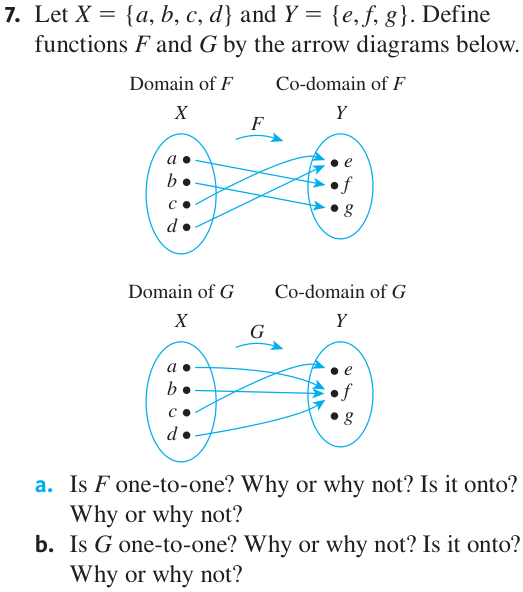 7. Let X = {a, b, c, d} and Y = {e, f, g}. Define
functions F and G by the arrow diagrams below.
Domain of F Co-domain of F
X F Y
a e
b f
c g
d
Domain of G Co-domain of G
X G Y
a e
b f
c g
d
a. Is F one-to-one? Why or why not? Is it onto?
Why or why not?
b. Is G one-to-one? Why or why not? Is it onto?
Why or why not?